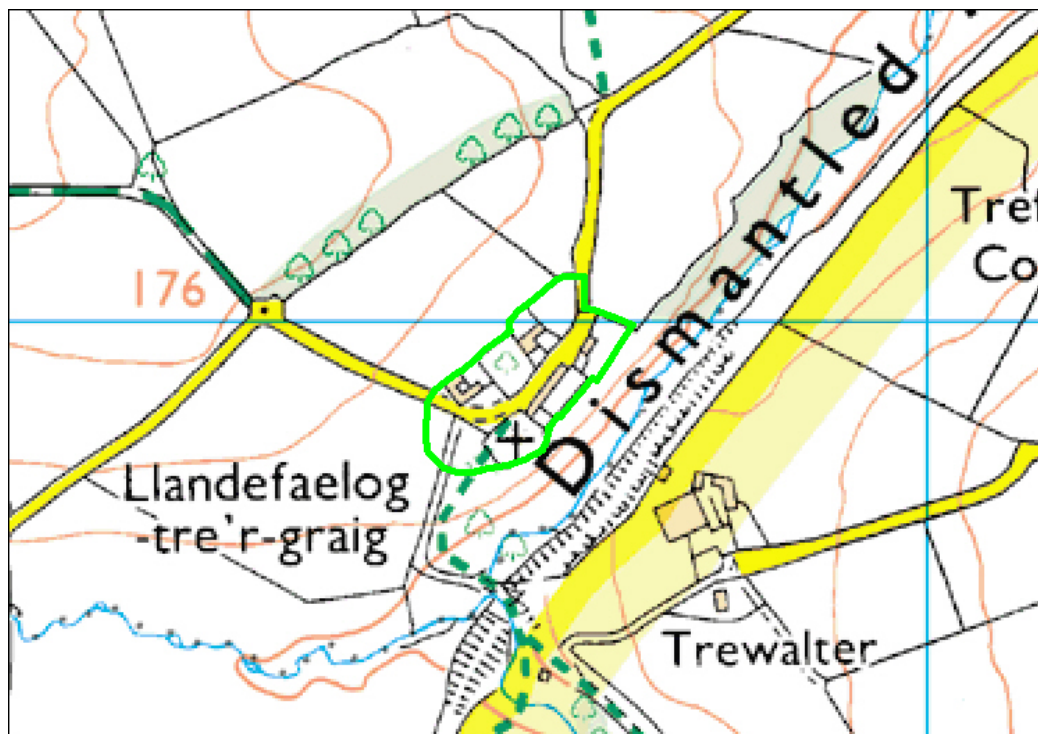 Dismantled
Tref
Co
176
Llandefaelog
-tre'r-graig
Trewalter